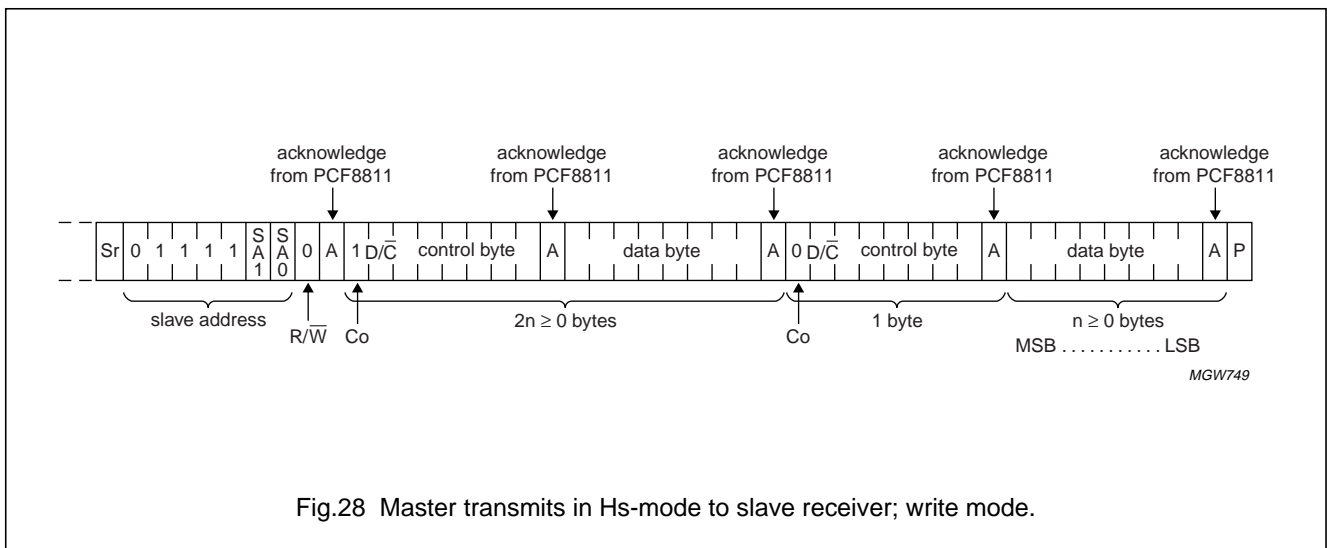 acknowledge acknowledge acknowledge acknowledge acknowledge
from PCF8811 from PCF8811 from PCF8811 from PCF8811 from PCF8811
Sr 0 1 1 1 1 SA1 SA0 0 A 1 D/C̅ control byte A data byte A 0 D/C̅ control byte A data byte A P
slave address R/W̅ Co 2n ≥ 0 bytes Co 1 byte n ≥ 0 bytes
MSB . . . . . . . . . . . LSB
MGW749
Fig.28 Master transmits in Hs-mode to slave receiver; write mode.